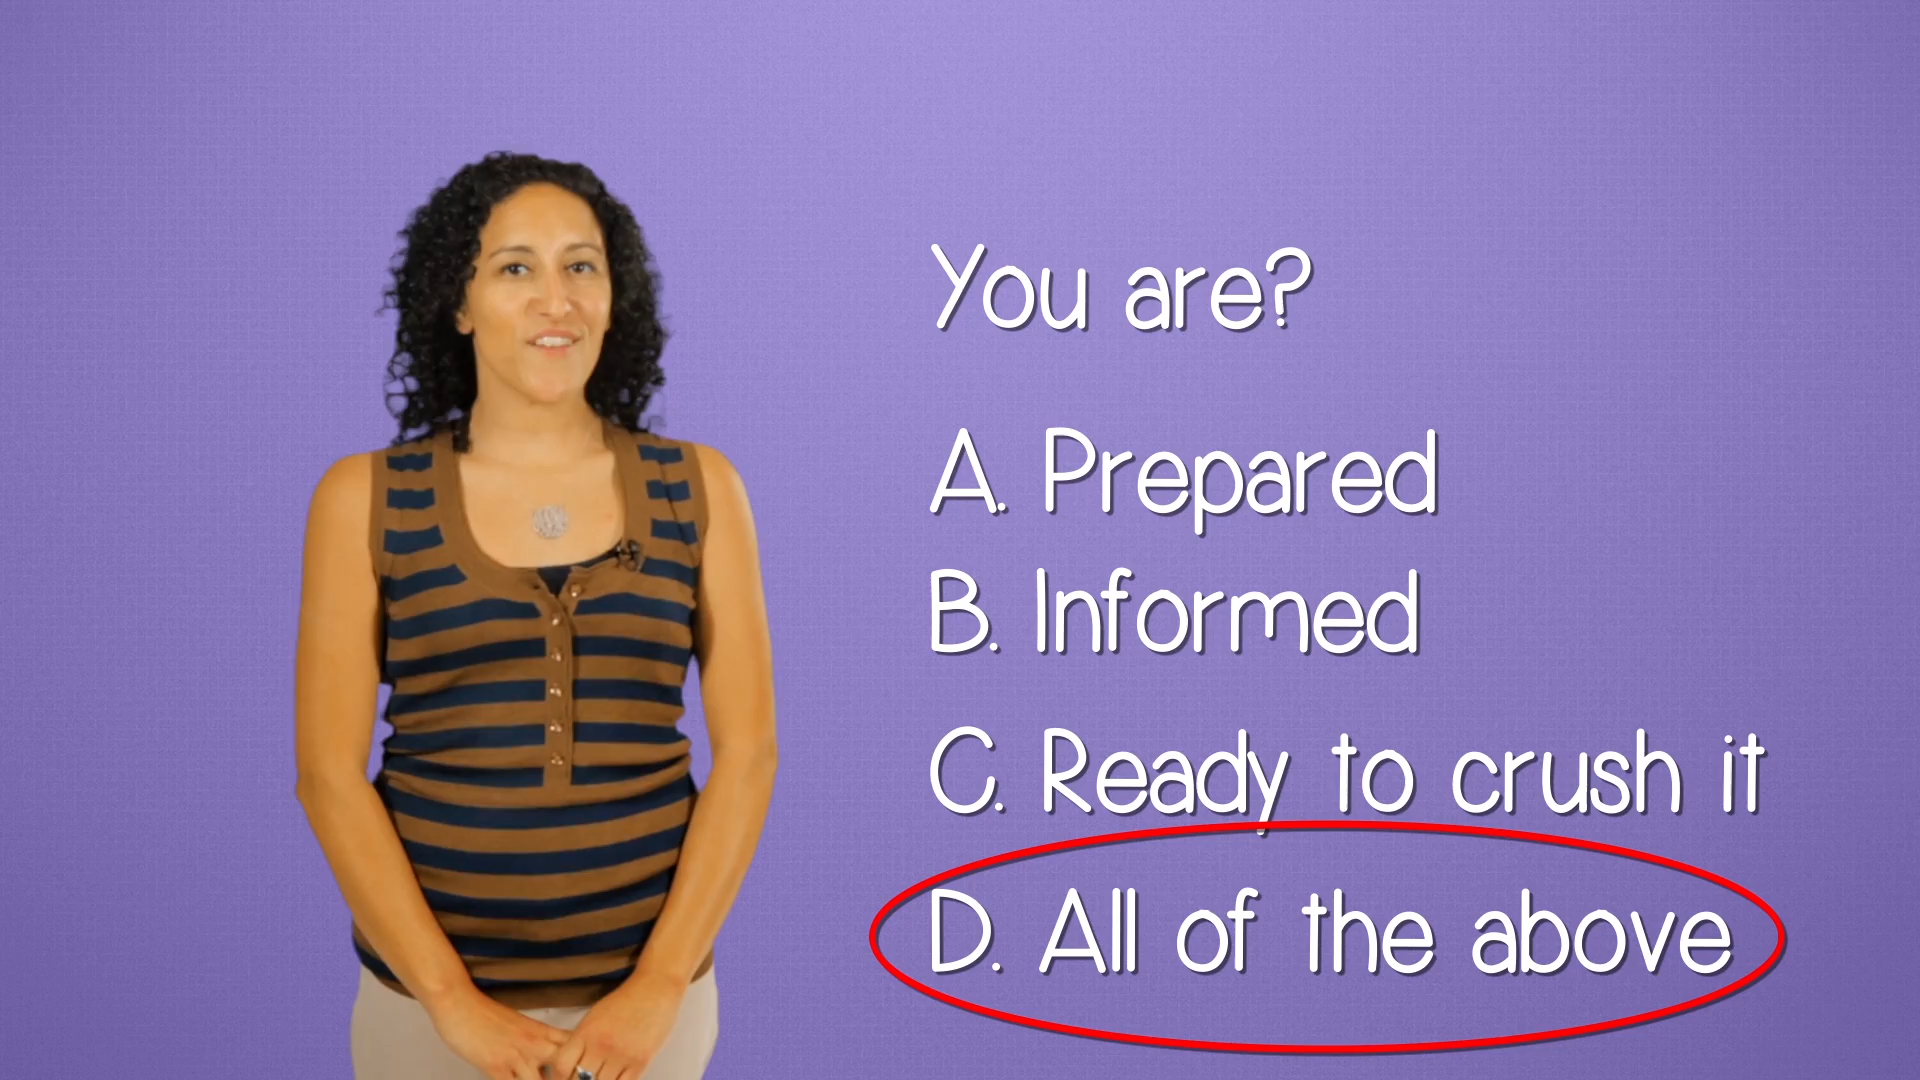 You are?
A. Prepared
B. Informed
C. Ready to crush it
D. All of the above